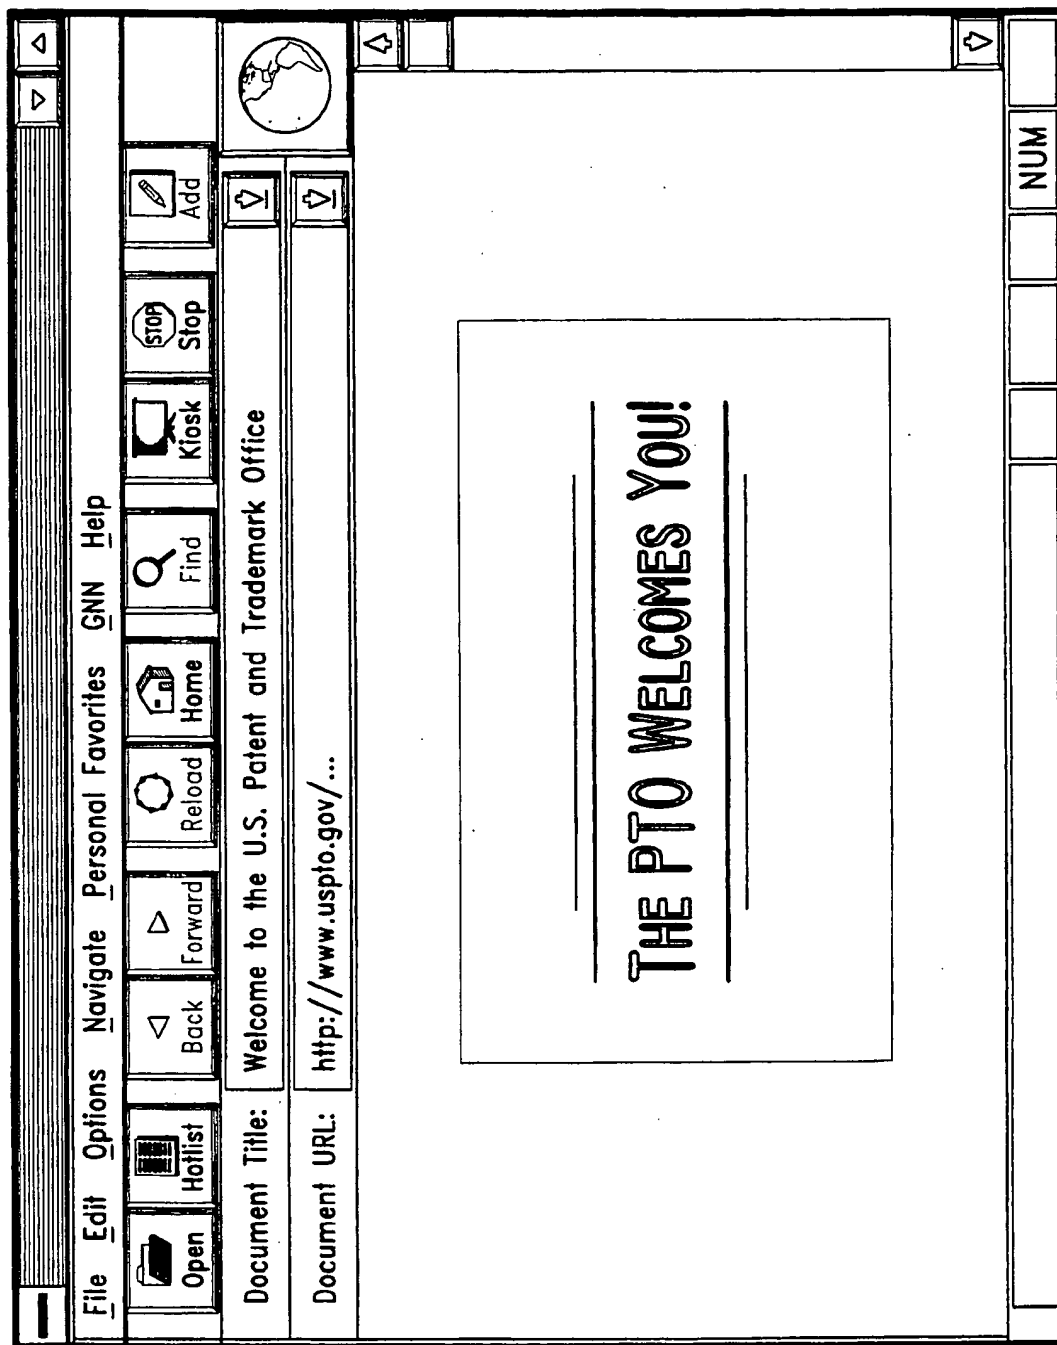 File Edit Options Navigate Personal Favorites GNN Help
Open Hotlist Back Forward Reload Home Find Kiosk STOP Stop Add
Document Title: Welcome to the U.S. Patent and Trademark Office
Document URL: http://www.uspto.gov/...
THE PTO WELCOMES YOU!
NUM